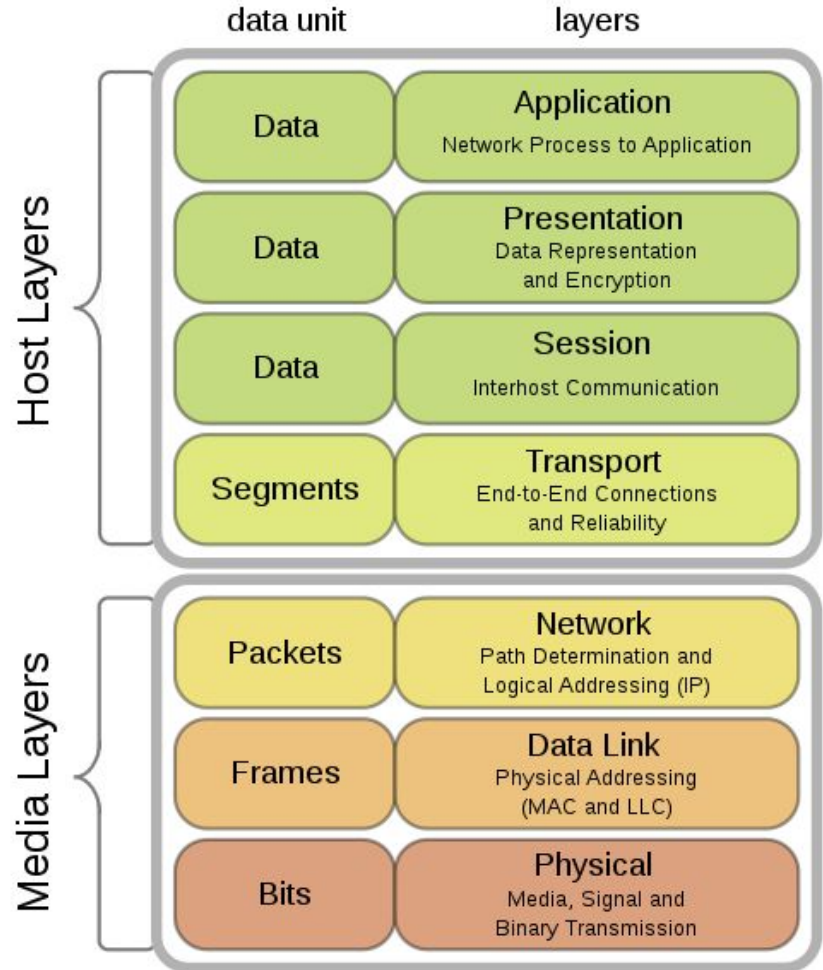 data unit
layers
Host Layers
Data
Application
Network Process to Application
Data
Presentation
Data Representation
and Encryption
Data
Session
Interhost Communication
Segments
Transport
End-to-End Connections
and Reliability
Media Layers
Packets
Network
Path Determination and
Logical Addressing (IP)
Frames
Data Link
Physical Addressing
(MAC and LLC)
Bits
Physical
Media, Signal and
Binary Transmission